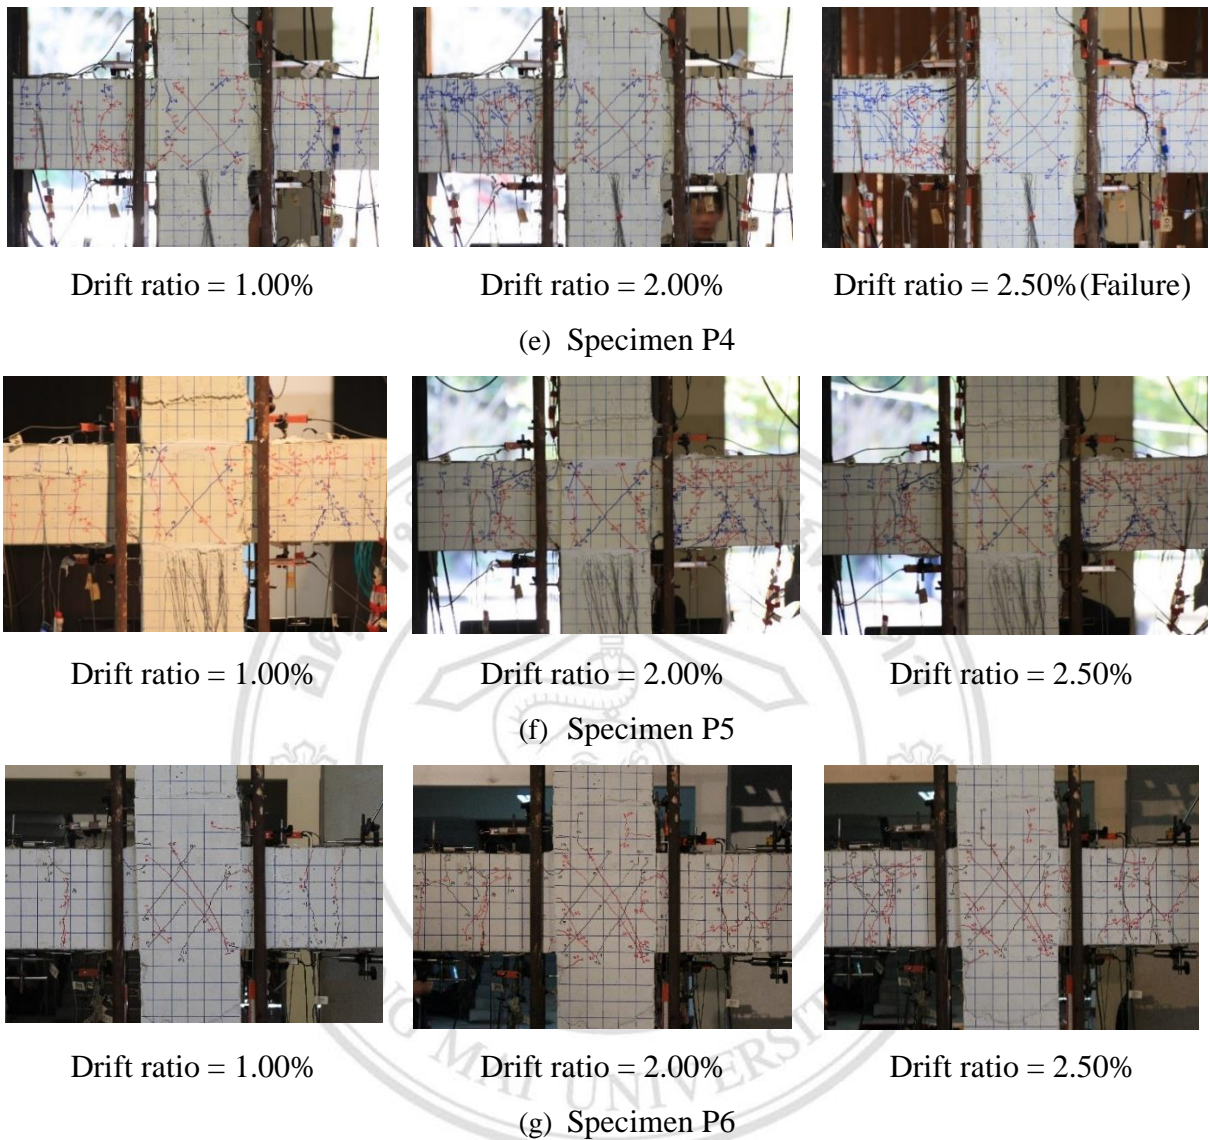 Drift ratio = 1.00%
Drift ratio = 2.00%
Drift ratio = 2.50%(Failure)
(e) Specimen P4
Drift ratio = 1.00%
Drift ratio = 2.00%
Drift ratio = 2.50%
(f) Specimen P5
Drift ratio = 1.00%
Drift ratio = 2.00%
Drift ratio = 2.50%
(g) Specimen P6